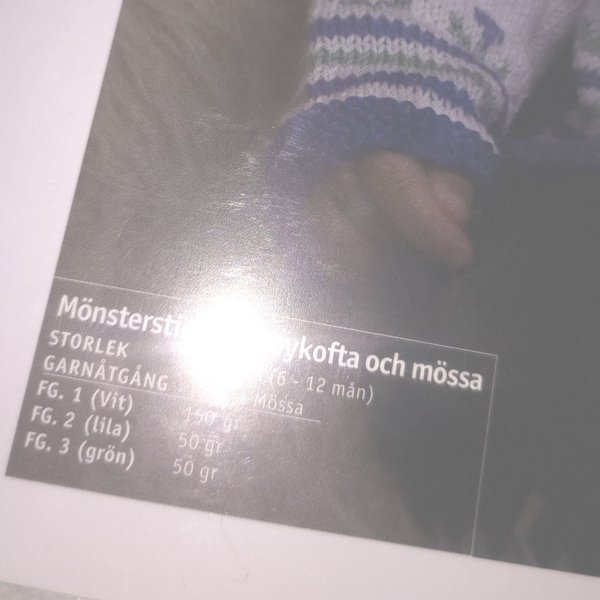 Mönstersti ykofta och mössa
STORLEK (6 - 12 mån)
GARNÅTGÅNG Mössa
FG. 1 (Vit) 150 gr
FG. 2 (lila) 50 gr
FG. 3 (grön) 50 gr